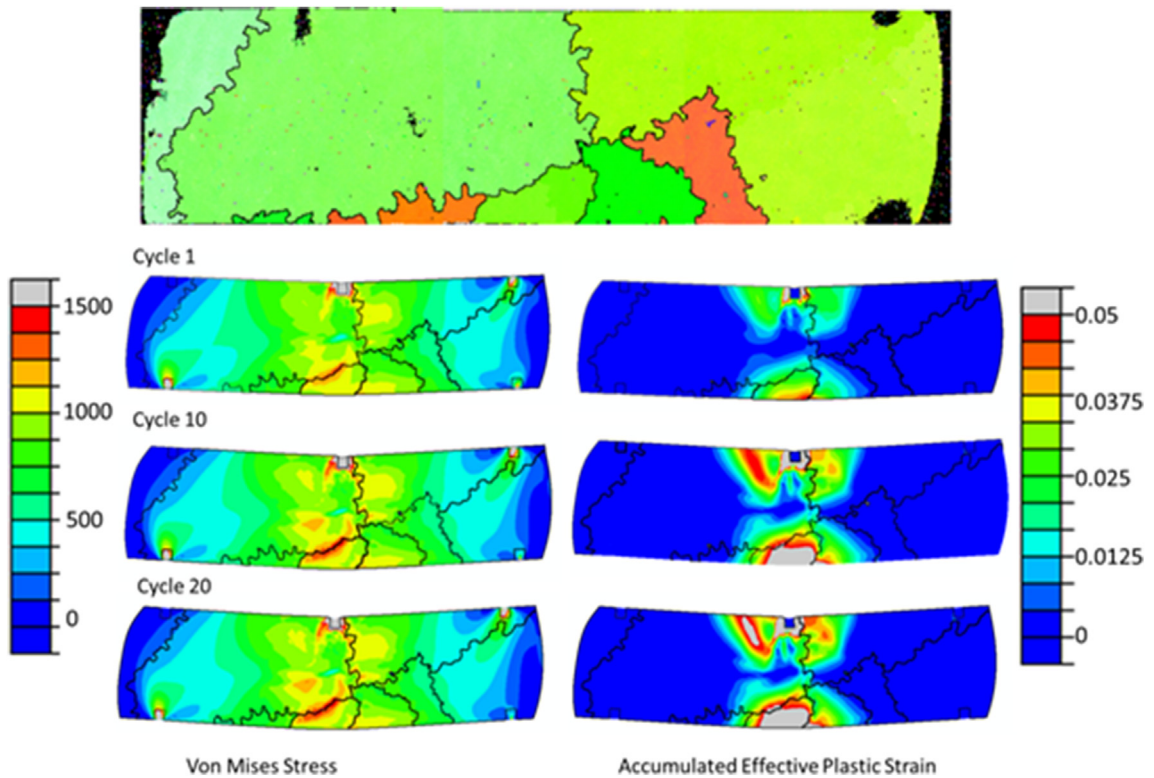 Cycle 1
1500
1000
500
0
0.05
0.0375
0.025
0.0125
0
Cycle 10
Cycle 20
Von Mises Stress
Accumulated Effective Plastic Strain